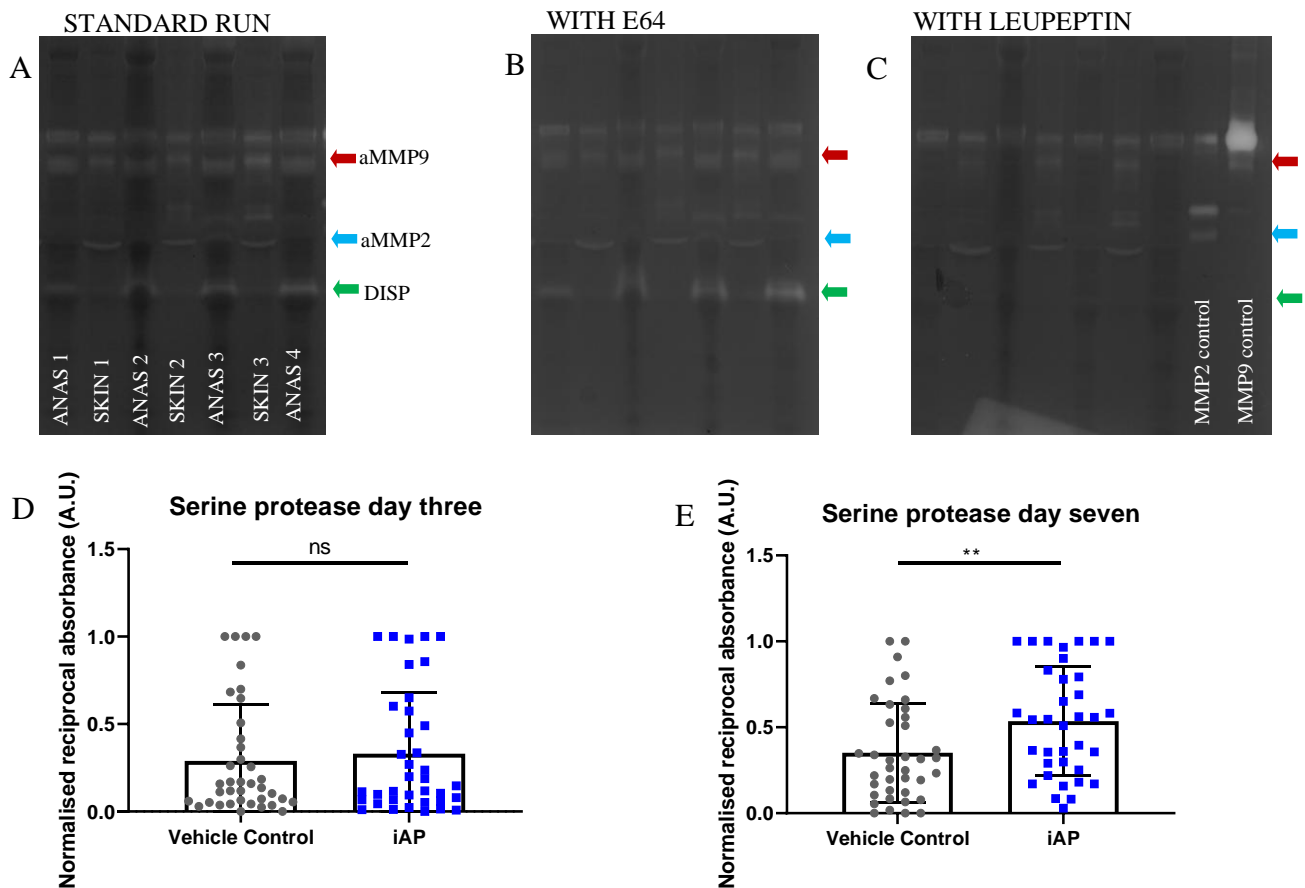 STANDARD RUN
WITH E64
WITH LEUPEPTIN
A
B
C
aMMP9
aMMP2
DISP
ANAS 1
SKIN 1
ANAS 2
SKIN 2
ANAS 3
SKIN 3
ANAS 4
MMP2 control
MMP9 control
D
Serine protease day three
Normalised reciprocal absorbance (A.U.)
ns
1.5
1.0
0.5
0.0
Vehicle Control
iAP
E
Serine protease day seven
Normalised reciprocal absorbance (A.U.)
**
1.5
1.0
0.5
0.0
Vehicle Control
iAP